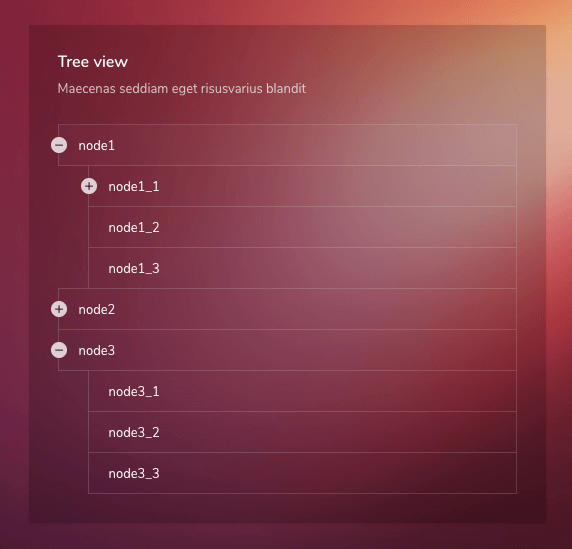 Tree view
Maecenas seddiam eget risusvarius blandit
node1
node1_1
node1_2
node1_3
node2
node3
node3_1
node3_2
node3_3